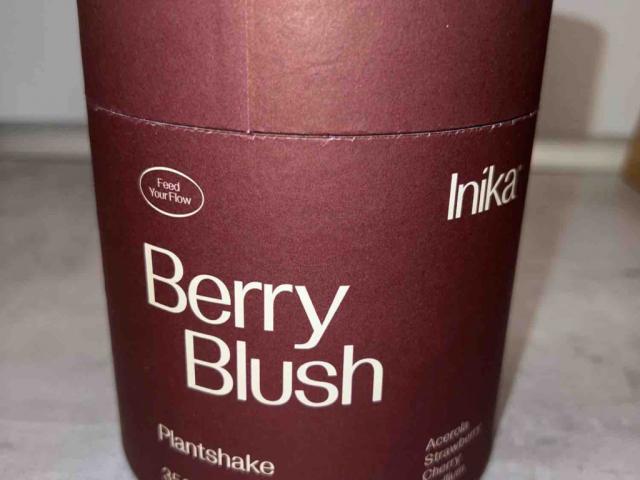 Feed
Your Flow
Inika
Berry
Blush
Plantshake
Acerola
Strawberry
Cherry